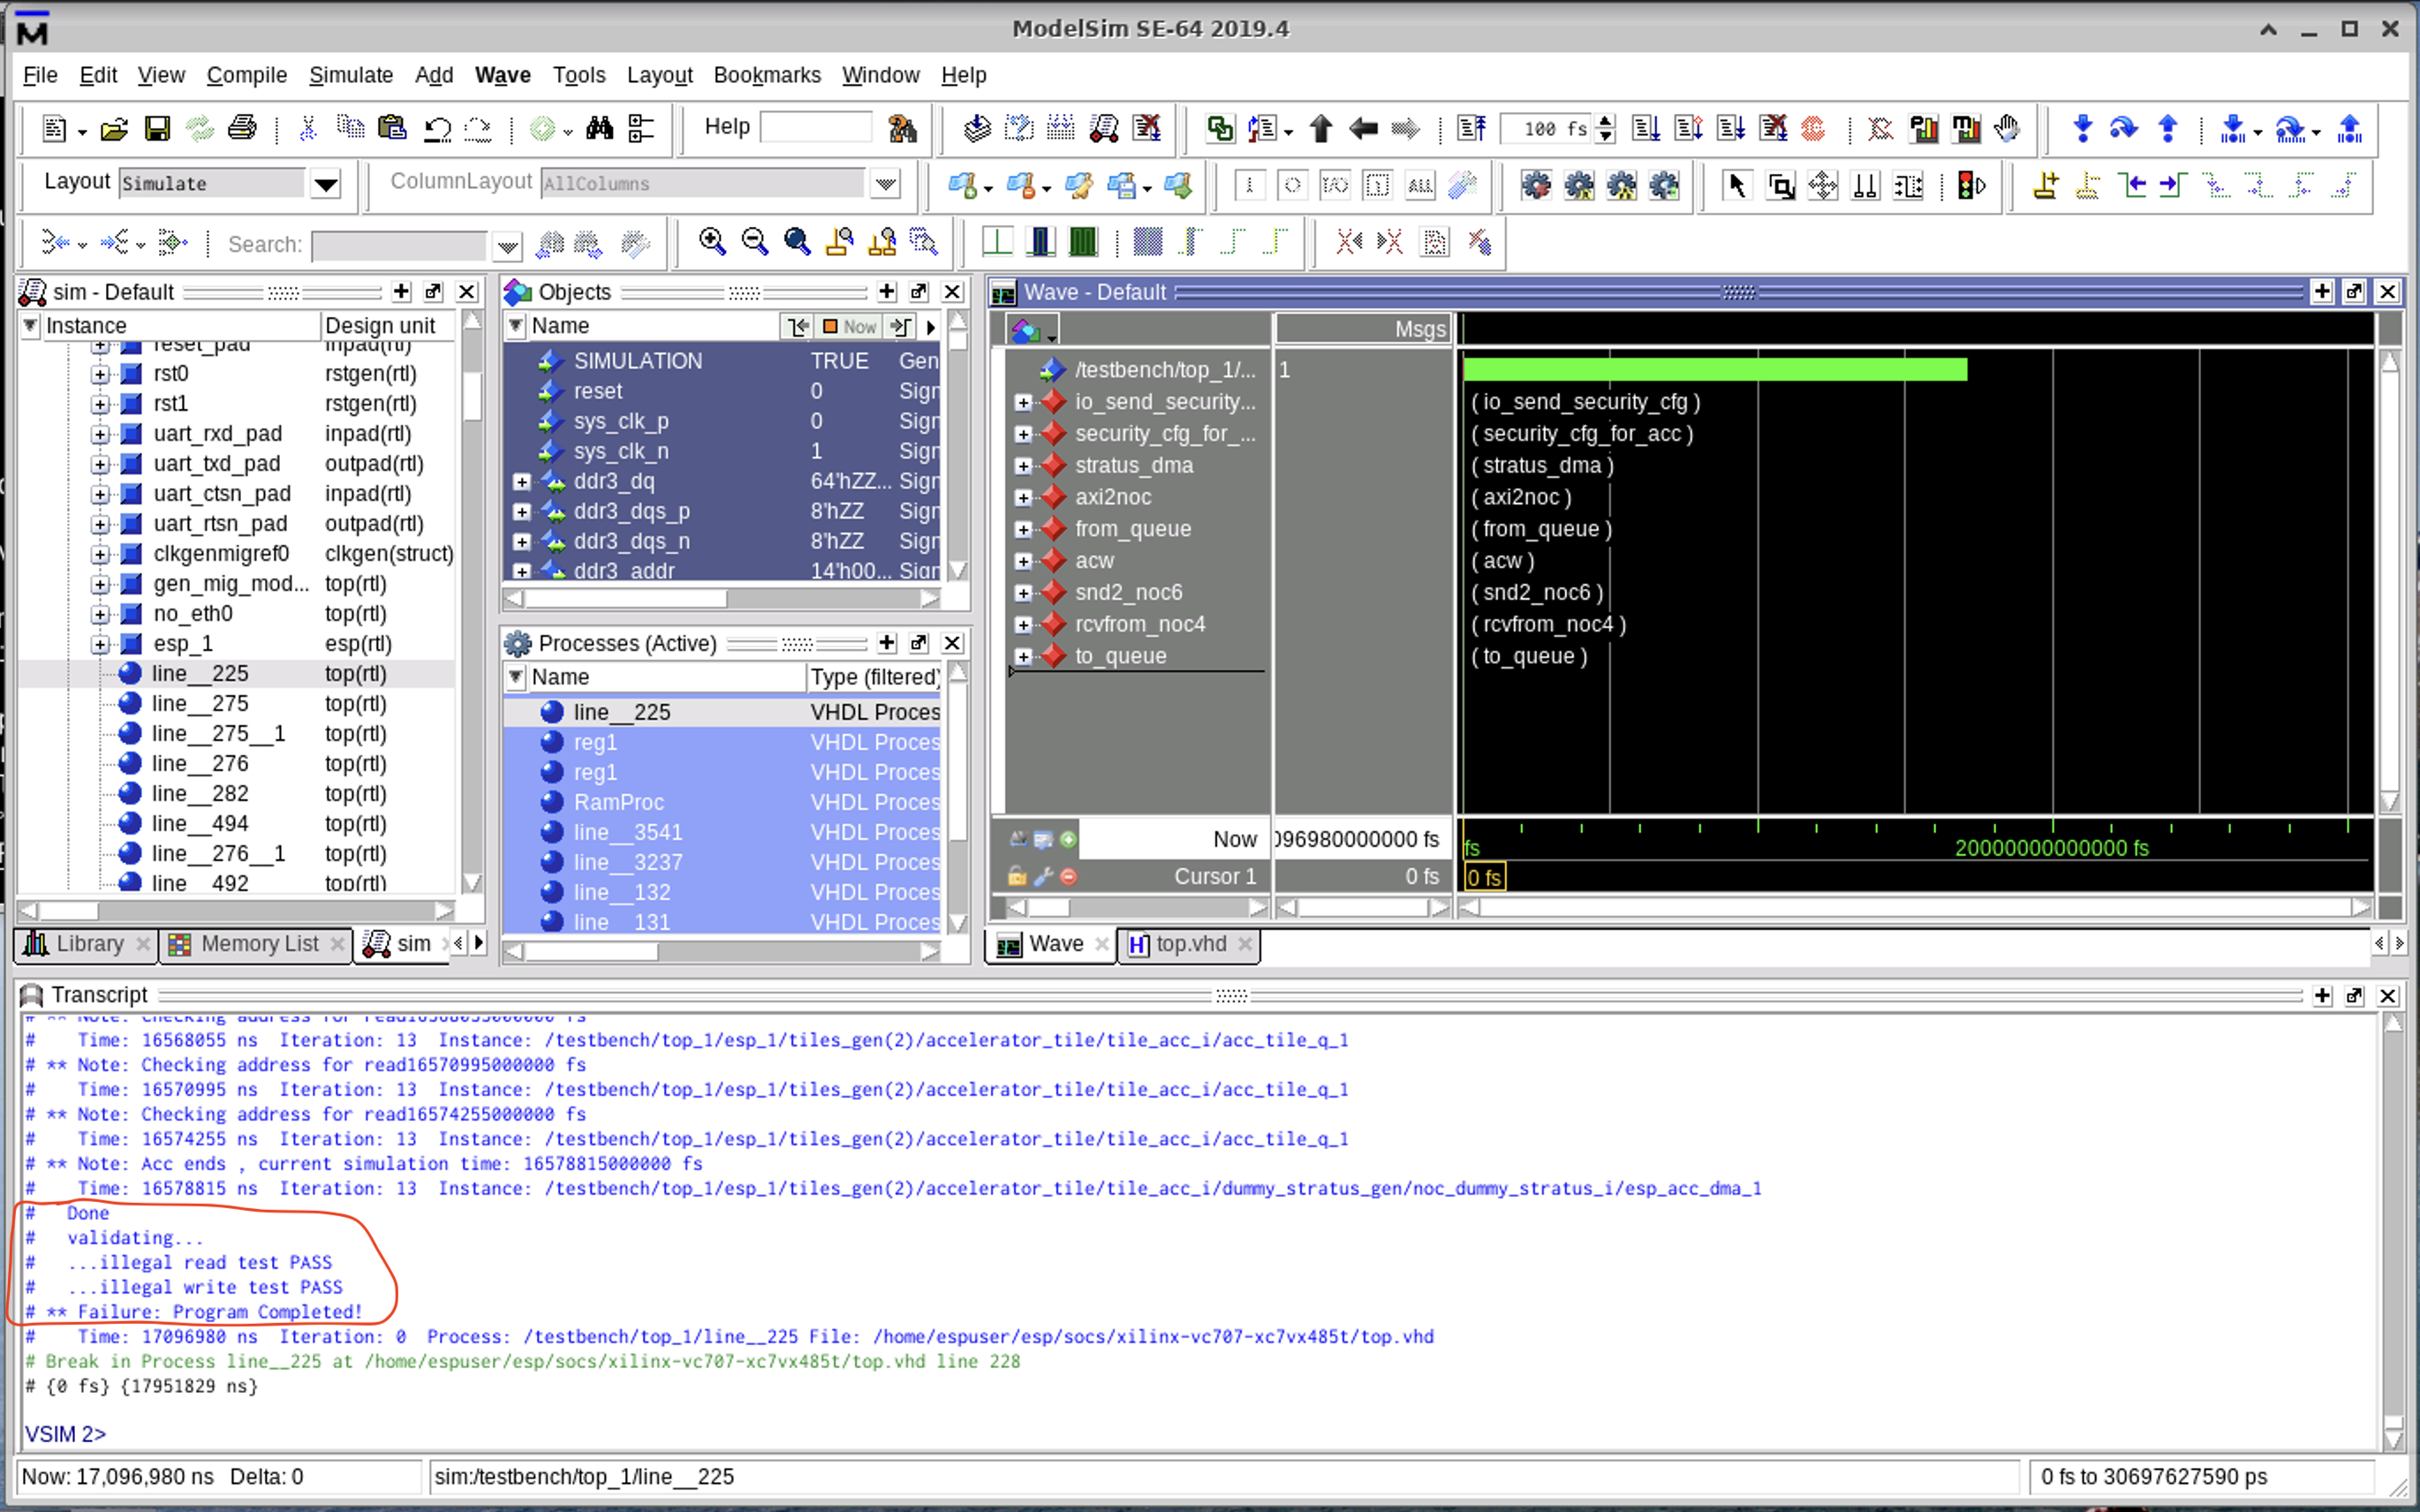 ModelSim SE-64 2019.4
File Edit View Compile Simulate Add Wave Tools Layout Bookmarks Window Help
Help
100 fs
Layout Simulate ColumnLayout AllColumns
Search:
sim - Default
Instance Design unit
reset_pad inpad(rtl)
rst0 rstgen(rtl)
rst1 rstgen(rtl)
uart_rxd_pad inpad(rtl)
uart_txd_pad outpad(rtl)
uart_ctsn_pad inpad(rtl)
uart_rtsn_pad outpad(rtl)
clkgenmigref0 clkgen(struct)
gen_mig_mod... top(rtl)
no_eth0 top(rtl)
esp_1 esp(rtl)
line__225 top(rtl)
line__275 top(rtl)
line__275__1 top(rtl)
line__276 top(rtl)
line__282 top(rtl)
line__494 top(rtl)
line__276__1 top(rtl)
line__492 top(rtl)
Library Memory List sim
Objects
Name Now
SIMULATION TRUE Gen
reset 0 Sign
sys_clk_p 0 Sign
sys_clk_n 1 Sign
ddr3_dq 64'hZZ... Sign
ddr3_dqs_p 8'hZZ Sign
ddr3_dqs_n 8'hZZ Sign
ddr3_addr 14'h00... Sign
Processes (Active)
Name Type (filtered)
line__225 VHDL Proces
reg1 VHDL Proces
reg1 VHDL Proces
RamProc VHDL Proces
line__3541 VHDL Proces
line__3237 VHDL Proces
line__132 VHDL Proces
line__131 VHDL Proces
Wave - Default
Msgs
/testbench/top_1/... 1
io_send_security... ( io_send_security_cfg )
security_cfg_for_... ( security_cfg_for_acc )
stratus_dma ( stratus_dma )
axi2noc ( axi2noc )
from_queue ( from_queue )
acw ( acw )
snd2_noc6 ( snd2_noc6 )
rcvfrom_noc4 ( rcvfrom_noc4 )
to_queue ( to_queue )
Now 096980000000 fs fs 20000000000000 fs
Cursor 1 0 fs 0 fs
Wave top.vhd
Transcript
# ** Note: Checking address for read16568055000000 fs
# Time: 16568055 ns Iteration: 13 Instance: /testbench/top_1/esp_1/tiles_gen(2)/accelerator_tile/tile_acc_i/acc_tile_q_1
# ** Note: Checking address for read16570995000000 fs
# Time: 16570995 ns Iteration: 13 Instance: /testbench/top_1/esp_1/tiles_gen(2)/accelerator_tile/tile_acc_i/acc_tile_q_1
# ** Note: Checking address for read16574255000000 fs
# Time: 16574255 ns Iteration: 13 Instance: /testbench/top_1/esp_1/tiles_gen(2)/accelerator_tile/tile_acc_i/acc_tile_q_1
# ** Note: Acc ends , current simulation time: 16578815000000 fs
# Time: 16578815 ns Iteration: 13 Instance: /testbench/top_1/esp_1/tiles_gen(2)/accelerator_tile/tile_acc_i/dummy_stratus_gen/noc_dummy_stratus_i/esp_acc_dma_1
# Done
# validating...
# ...illegal read test PASS
# ...illegal write test PASS
# ** Failure: Program Completed!
# Time: 17096980 ns Iteration: 0 Process: /testbench/top_1/line__225 File: /home/espuser/esp/socs/xilinx-vc707-xc7vx485t/top.vhd
# Break in Process line__225 at /home/espuser/esp/socs/xilinx-vc707-xc7vx485t/top.vhd line 228
# {0 fs} {17951829 ns}
VSIM 2>
Now: 17,096,980 ns Delta: 0 sim:/testbench/top_1/line__225 0 fs to 30697627590 ps